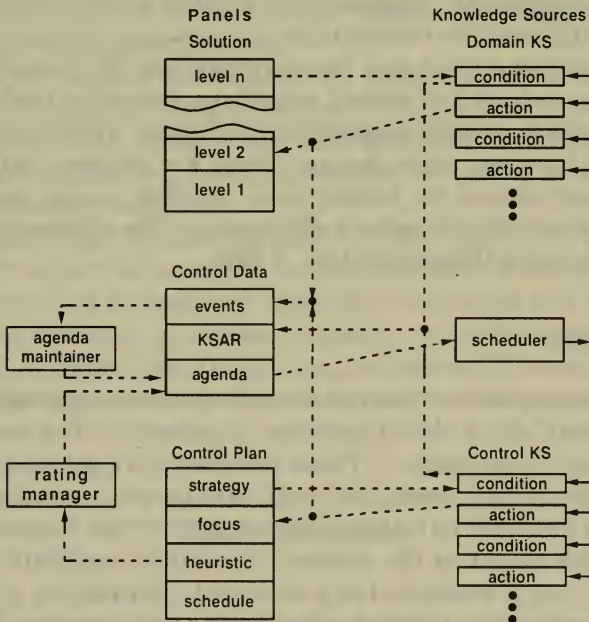 Panels
Knowledge Sources
Solution
Domain KS
level n
level 2
level 1
condition
action
condition
action
Control Data
events
KSAR
agenda
agenda
maintainer
scheduler
Control Plan
strategy
focus
heuristic
schedule
rating
manager
Control KS
condition
action
condition
action